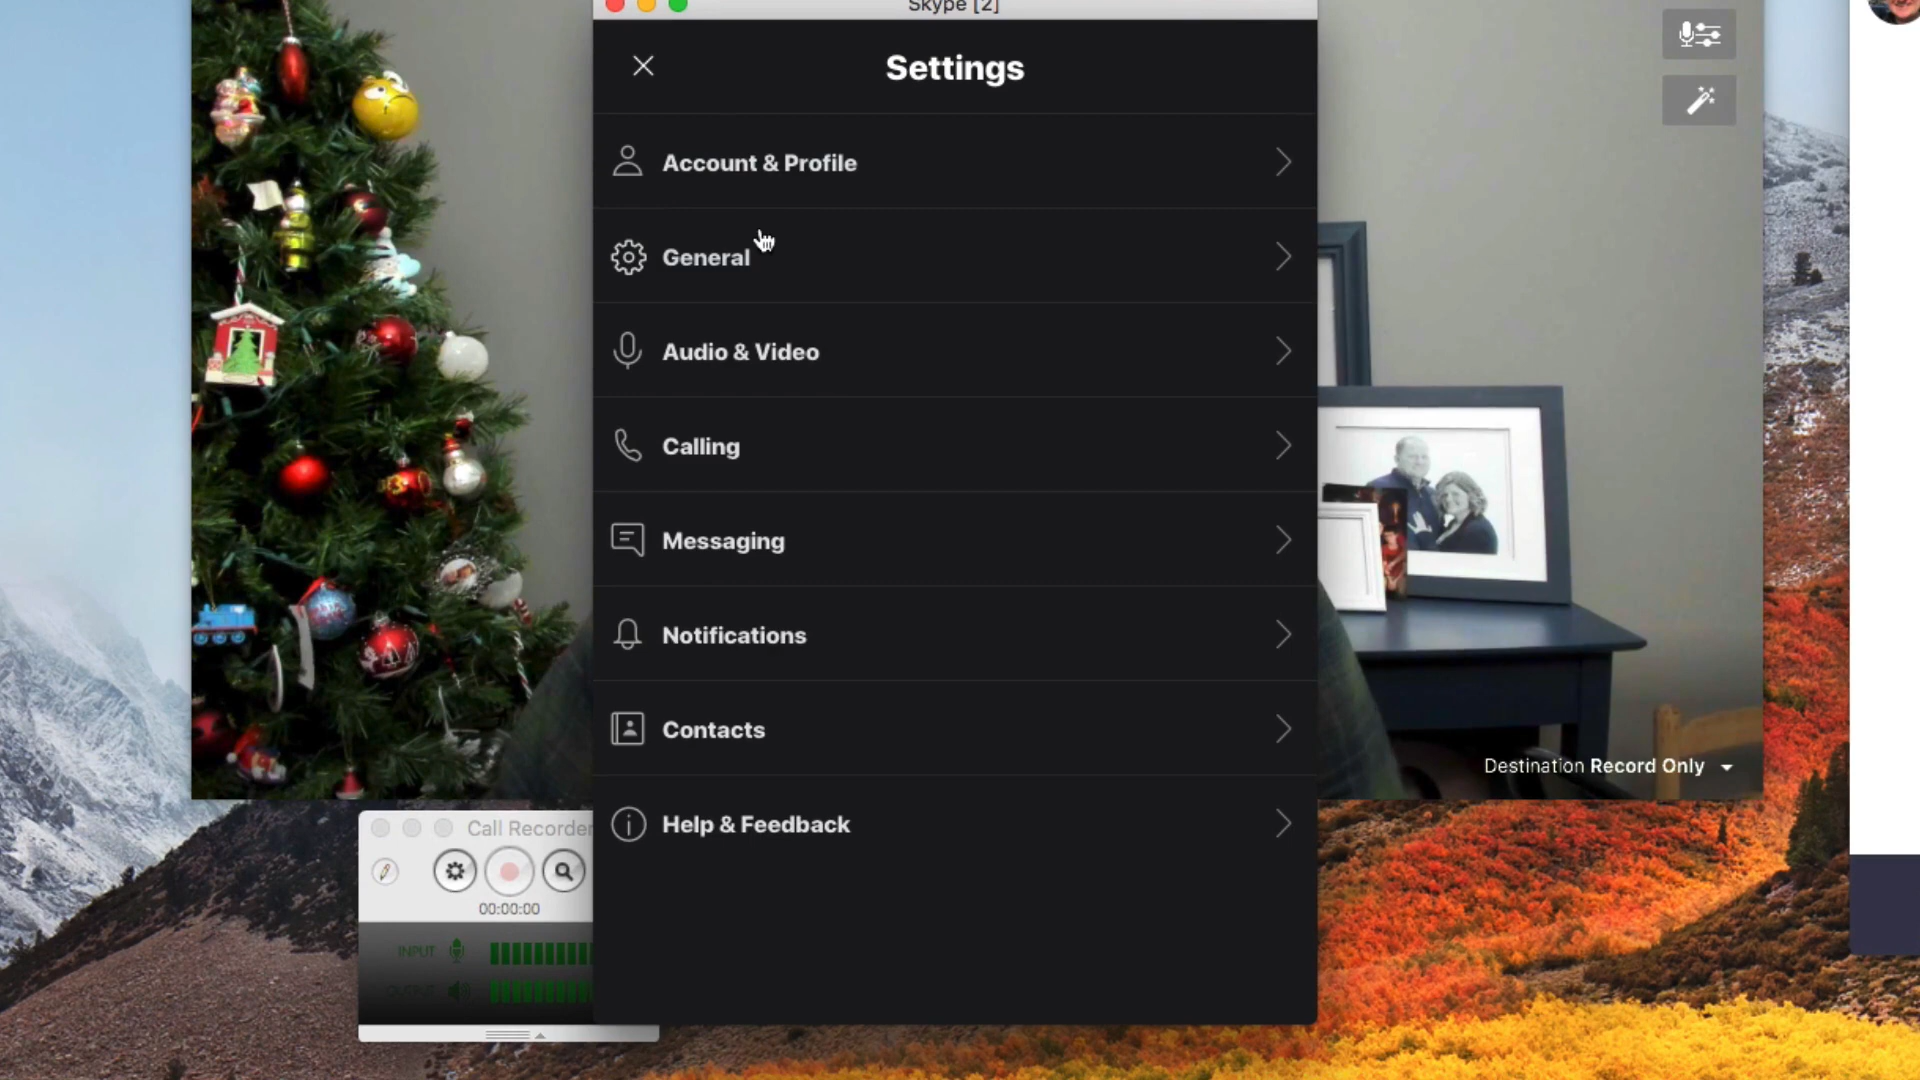 Skype [2]
Settings
Account & Profile
General
Audio & Video
Calling
Messaging
Notifications
Contacts
Help & Feedback
Destination Record Only
Call Recorder
00:00:00
INPUT